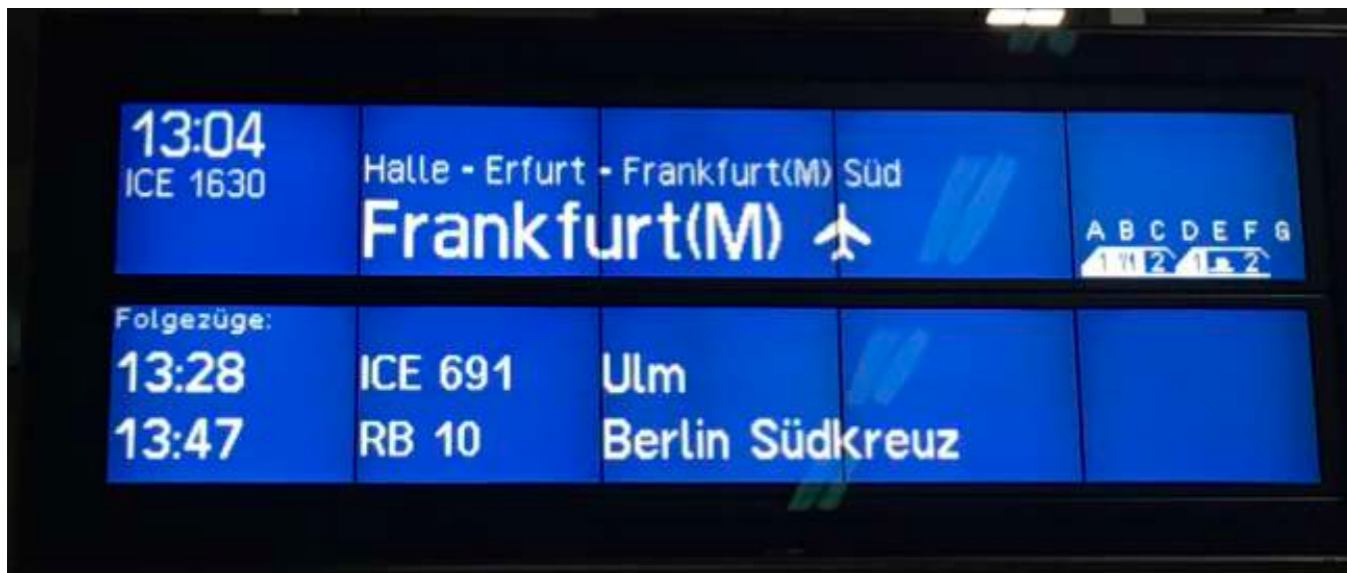 13:04
ICE 1630
Halle - Erfurt - Frankfurt(M) Süd
Frankfurt(M)
A B C D E F G
1 2 1 2
Folgezüge:
13:28 ICE 691 Ulm
13:47 RB 10 Berlin Südkreuz